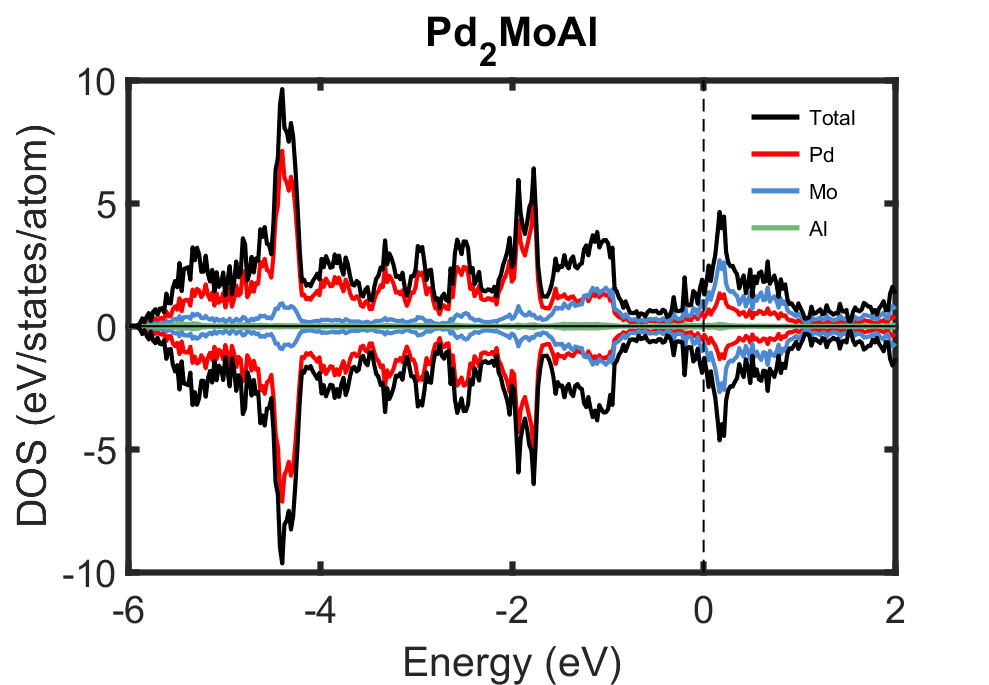 Pd₂MoAl
10
5
0
-5
-10
DOS (eV/states/atom)
Total
Pd
Mo
Al
-6
-4
-2
0
2
Energy (eV)